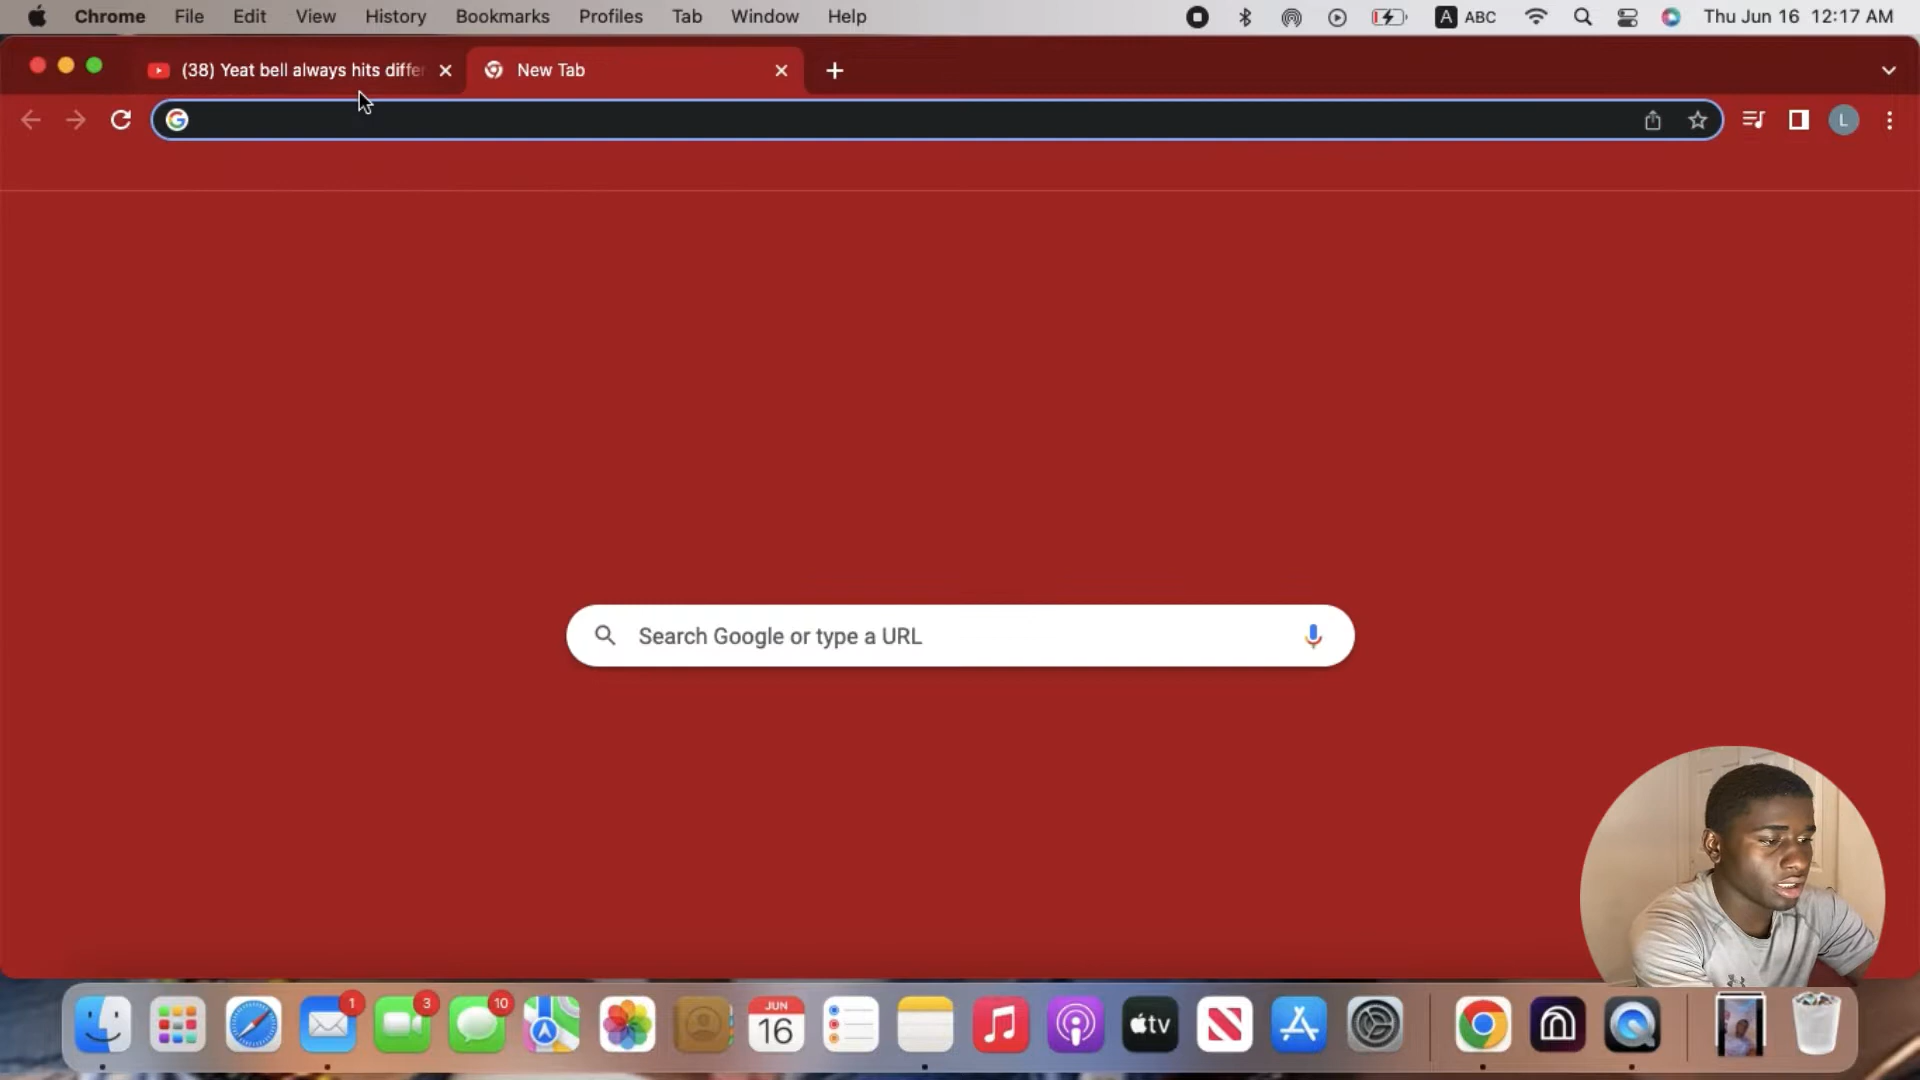 Chrome File Edit View History Bookmarks Profiles Tab Window Help A ABC Thu Jun 16 12:17 AM
(38) Yeat bell always hits differ New Tab
L
Search Google or type a URL
1 3 10
JUN
16
tv